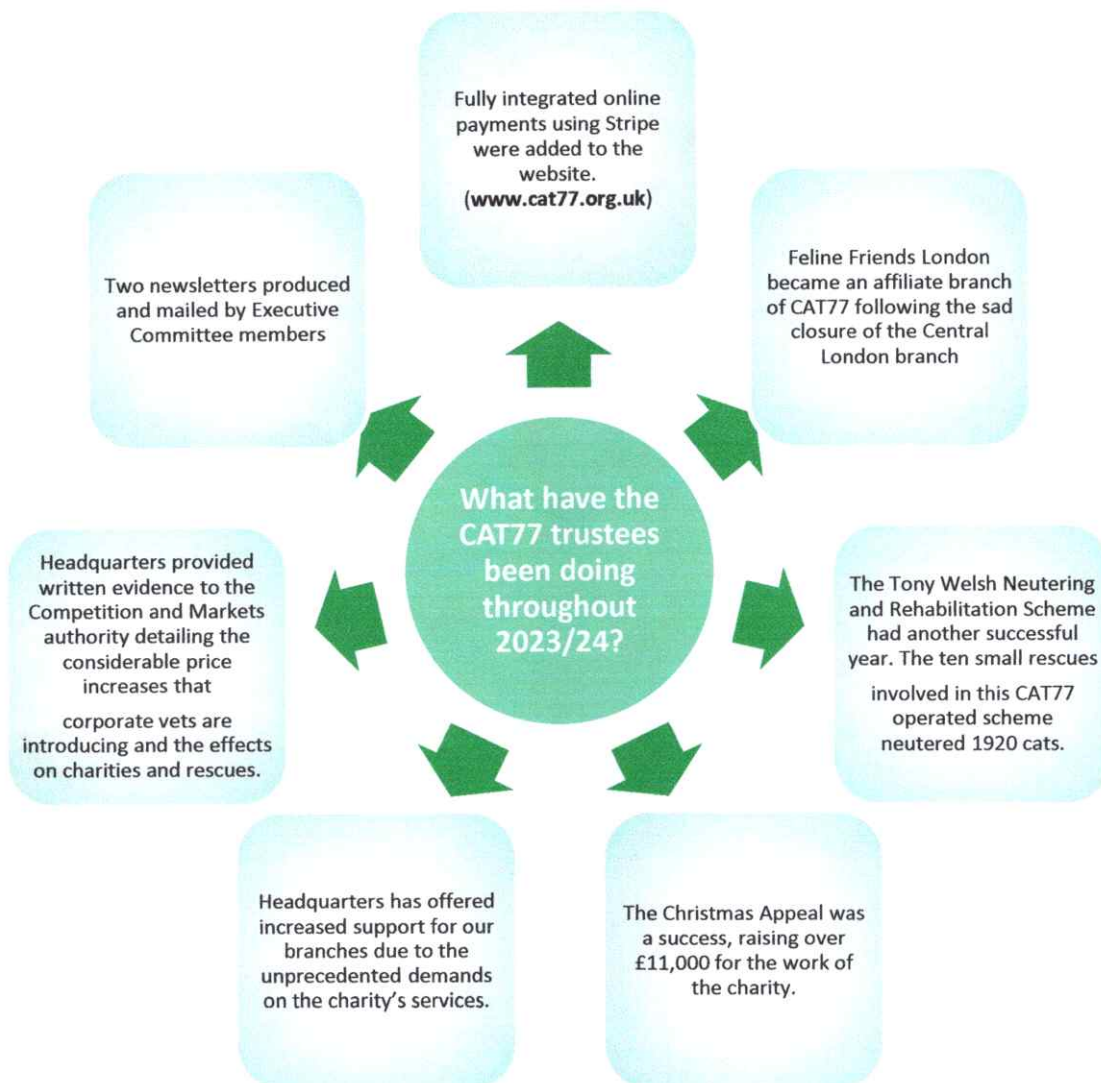 Fully integrated online
payments using Stripe
were added to the
website.
(www.cat77.org.uk)
Two newsletters produced
and mailed by Executive
Committee members
Feline Friends London
became an affiliate branch
of CAT77 following the sad
closure of the Central
London branch
What have the
CAT77 trustees
been doing
throughout
2023/24?
Headquarters provided
written evidence to the
Competition and Markets
authority detailing the
considerable price
increases that
corporate vets are
introducing and the effects
on charities and rescues.
The Tony Welsh Neutering
and Rehabilitation Scheme
had another successful
year. The ten small rescues
involved in this CAT77
operated scheme
neutered 1920 cats.
Headquarters has offered
increased support for our
branches due to the
unprecedented demands
on the charity's services.
The Christmas Appeal was
a success, raising over
£11,000 for the work of
the charity.